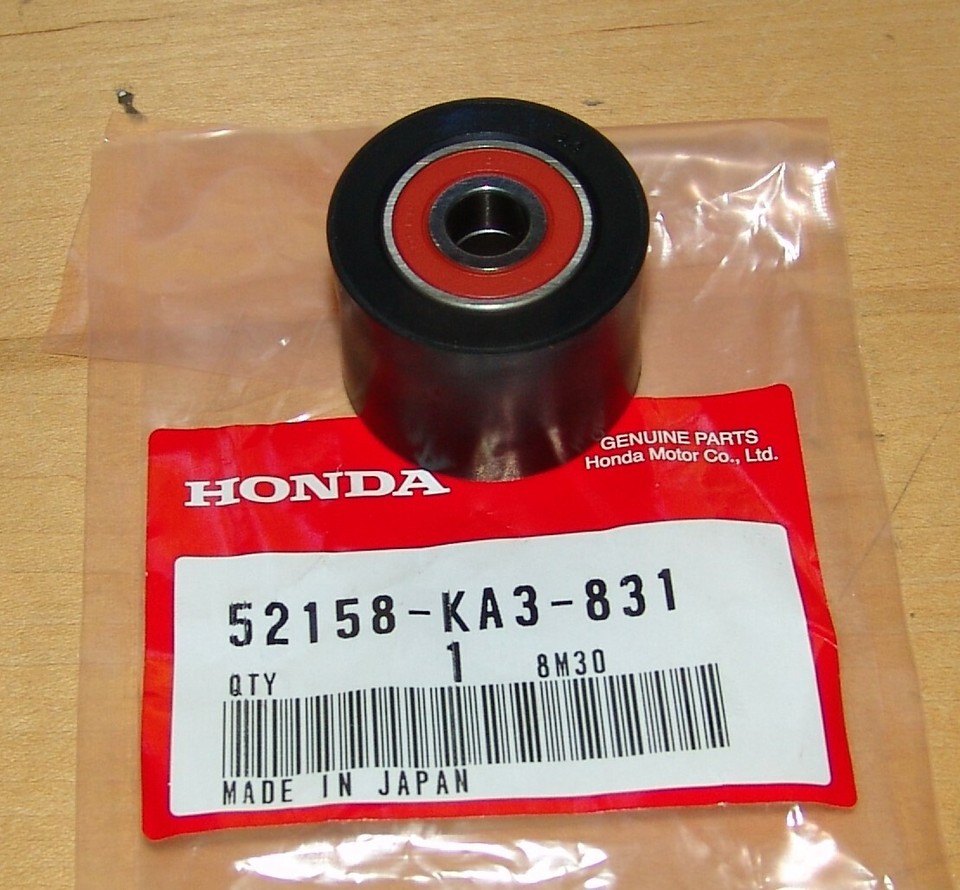 HONDA
GENUINE PARTS
Honda Motor Co., Ltd.
52158-KA3-831
QTY 1 8M30
MADE IN JAPAN